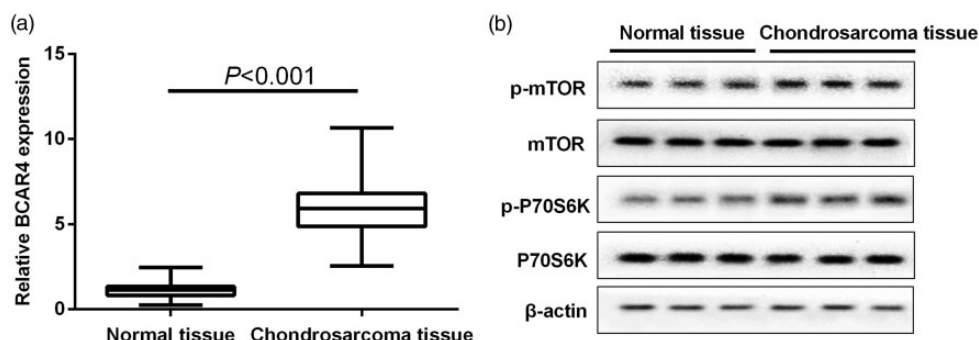 (a)
15
10
5
0
Relative BCAR4 expression
P<0.001
Normal tissue Chondrosarcoma tissue
(b)
Normal tissue Chondrosarcoma tissue
p-mTOR
mTOR
p-P70S6K
P70S6K
β-actin